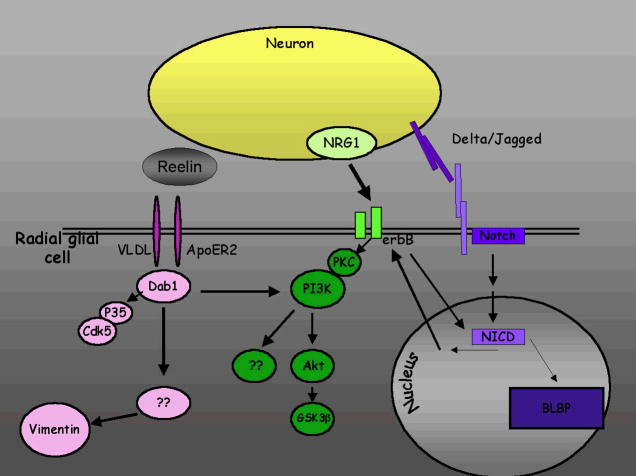 Neuron
NRG1
Delta/Jagged
Reelin
Radial glial
cell
VLDL
ApoER2
erbB
Notch
PKC
Dab1
PI3K
P35
Cdk5
NICD
Nucleus
??
Akt
??
BLBP
GSK3β
Vimentin